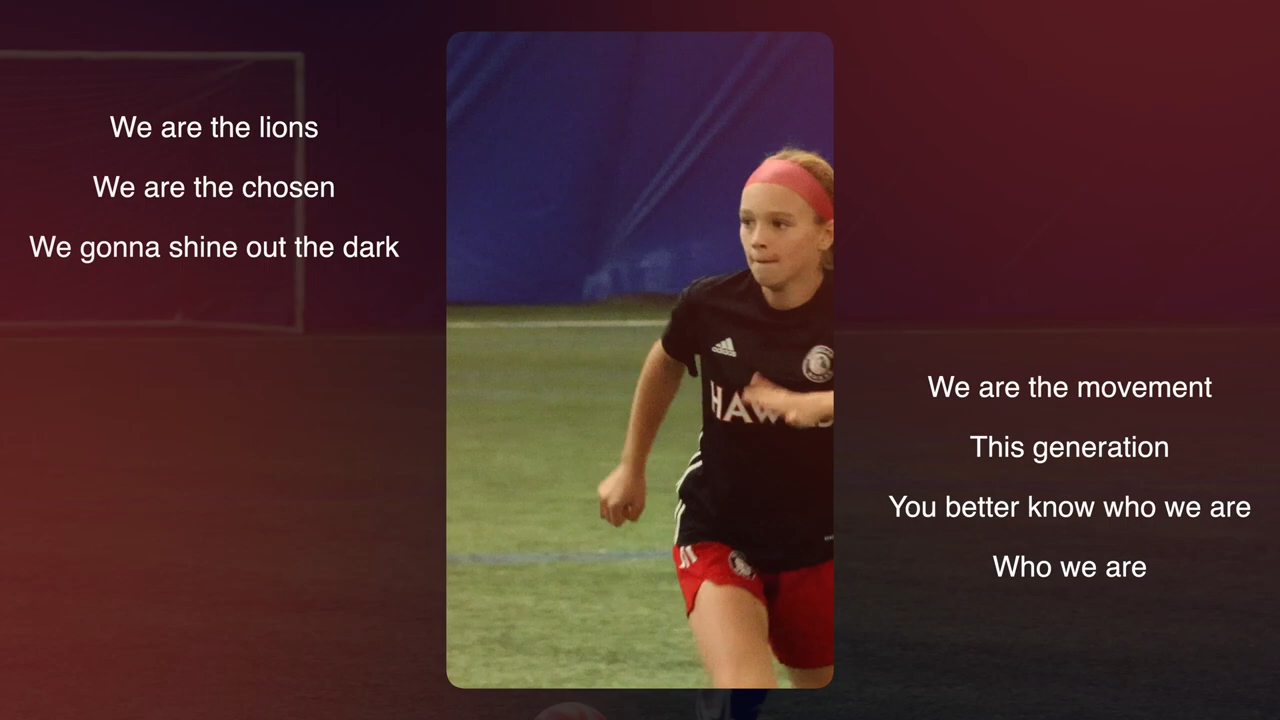 We are the lions
We are the chosen
We gonna shine out the dark
HAW
We are the movement
This generation
You better know who we are
Who we are